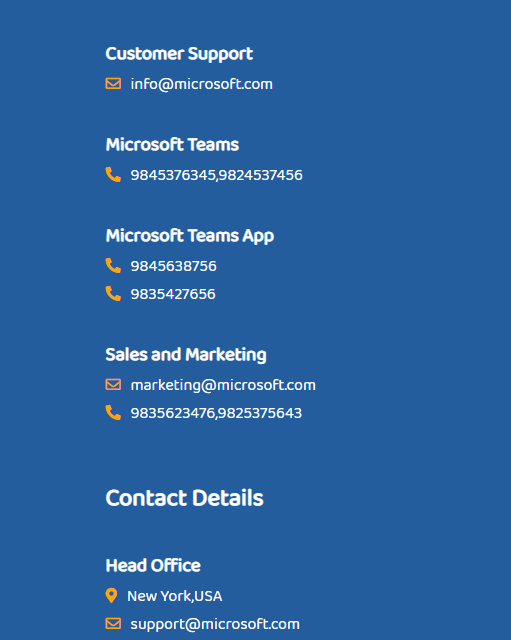 Customer Support
info@microsoft.com
Microsoft Teams
9845376345,9824537456
Microsoft Teams App
9845638756
9835427656
Sales and Marketing
marketing@microsoft.com
9835623476,9825375643
Contact Details
Head Office
New York,USA
support@microsoft.com